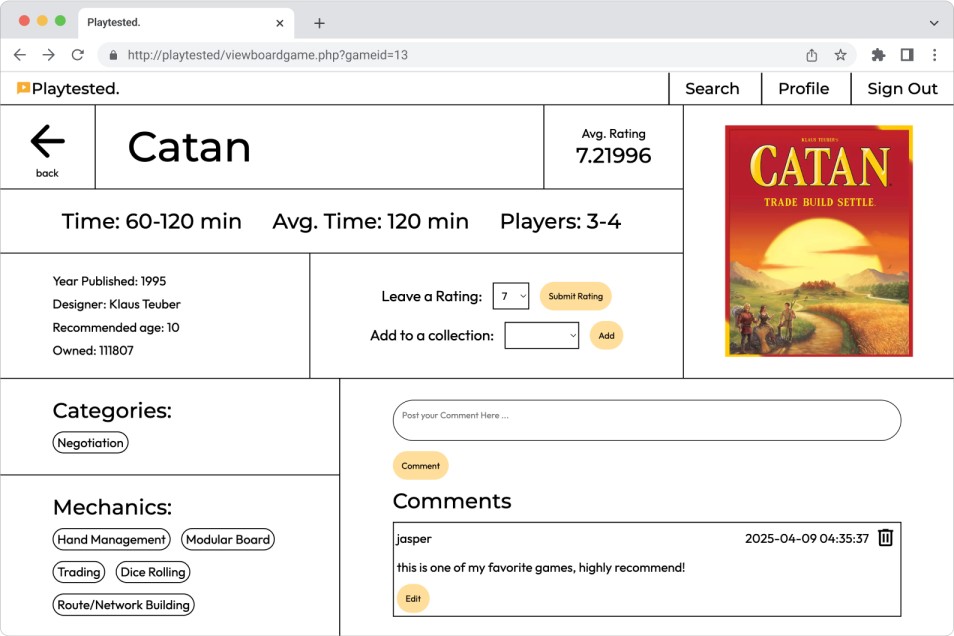 Playtested.
http://playtested/viewboardgame.php?gameid=13
Playtested.
Search
Profile
Sign Out
back
Catan
Avg. Rating
7.21996
KLAUS TEUBER'S
CATAN
TRADE BUILD SETTLE
Time: 60-120 min
Avg. Time: 120 min
Players: 3-4
Year Published: 1995
Designer: Klaus Teuber
Recommended age: 10
Owned: 111807
Leave a Rating:
7
Submit Rating
Add to a collection:
Add
Categories:
Negotiation
Mechanics:
Hand Management
Modular Board
Trading
Dice Rolling
Route/Network Building
Post your Comment Here ...
Comment
Comments
jasper
2025-04-09 04:35:37
this is one of my favorite games, highly recommend!
Edit